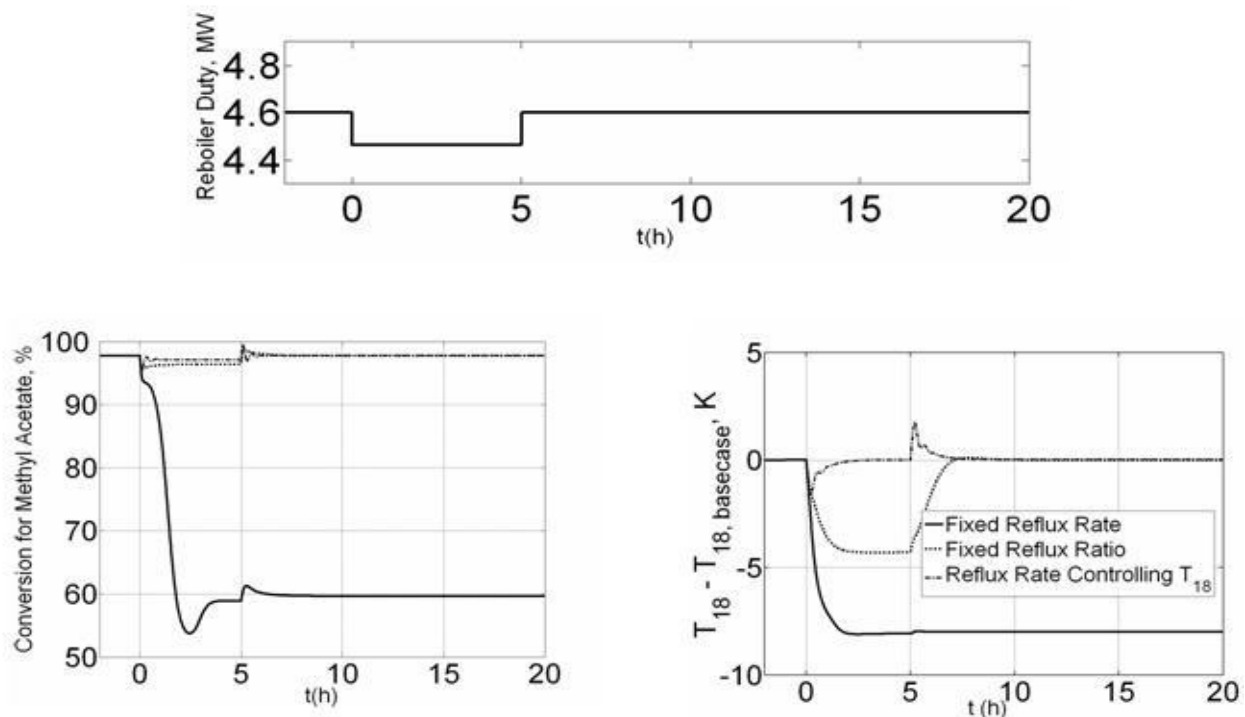 Reboiler Duty, MW
4.8
4.6
4.4
0 5 10 15 20
t(h)
Conversion for Methyl Acetate, %
100
90
80
70
60
50
0 5 10 15 20
t(h)
T18 - T18, basecase, K
5
0
-5
-10
Fixed Reflux Rate
Fixed Reflux Ratio
Reflux Rate Controlling T18
0 5 10 15 20
t (h)